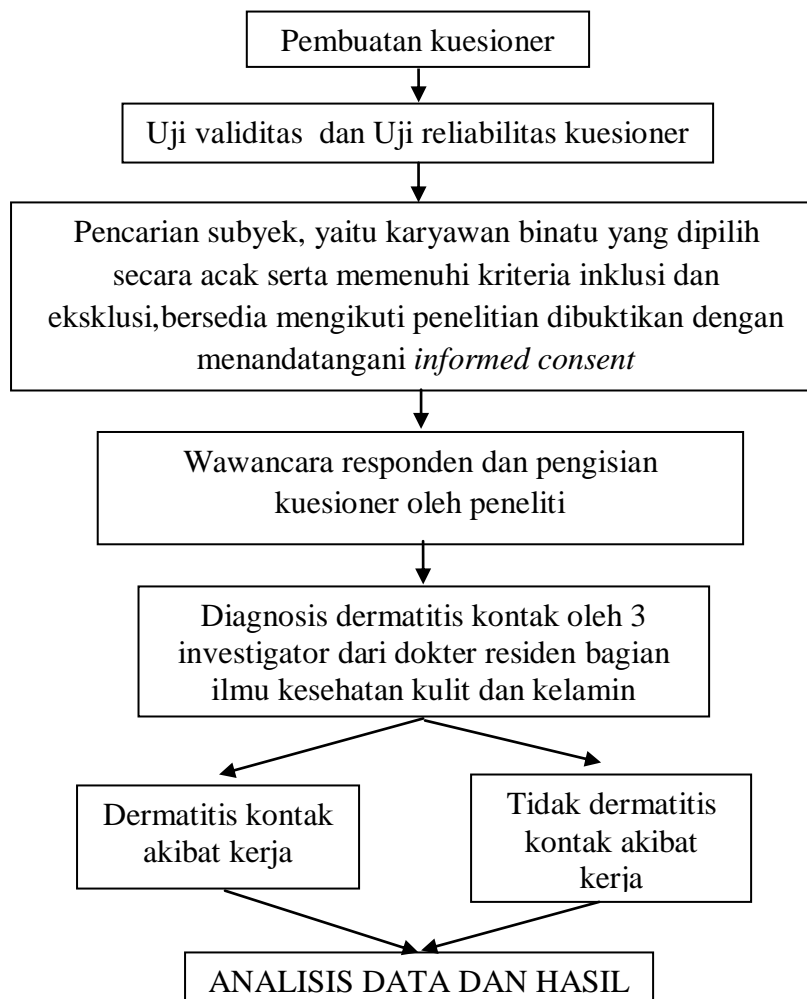 Pembuatan kuesioner
Uji validitas dan Uji reliabilitas kuesioner
Pencarian subyek, yaitu karyawan binatu yang dipilih
secara acak serta memenuhi kriteria inklusi dan
eksklusi,bersedia mengikuti penelitian dibuktikan dengan
menandatangani informed consent
Wawancara responden dan pengisian
kuesioner oleh peneliti
Diagnosis dermatitis kontak oleh 3
investigator dari dokter residen bagian
ilmu kesehatan kulit dan kelamin
Dermatitis kontak
akibat kerja
Tidak dermatitis
kontak akibat
kerja
ANALISIS DATA DAN HASIL